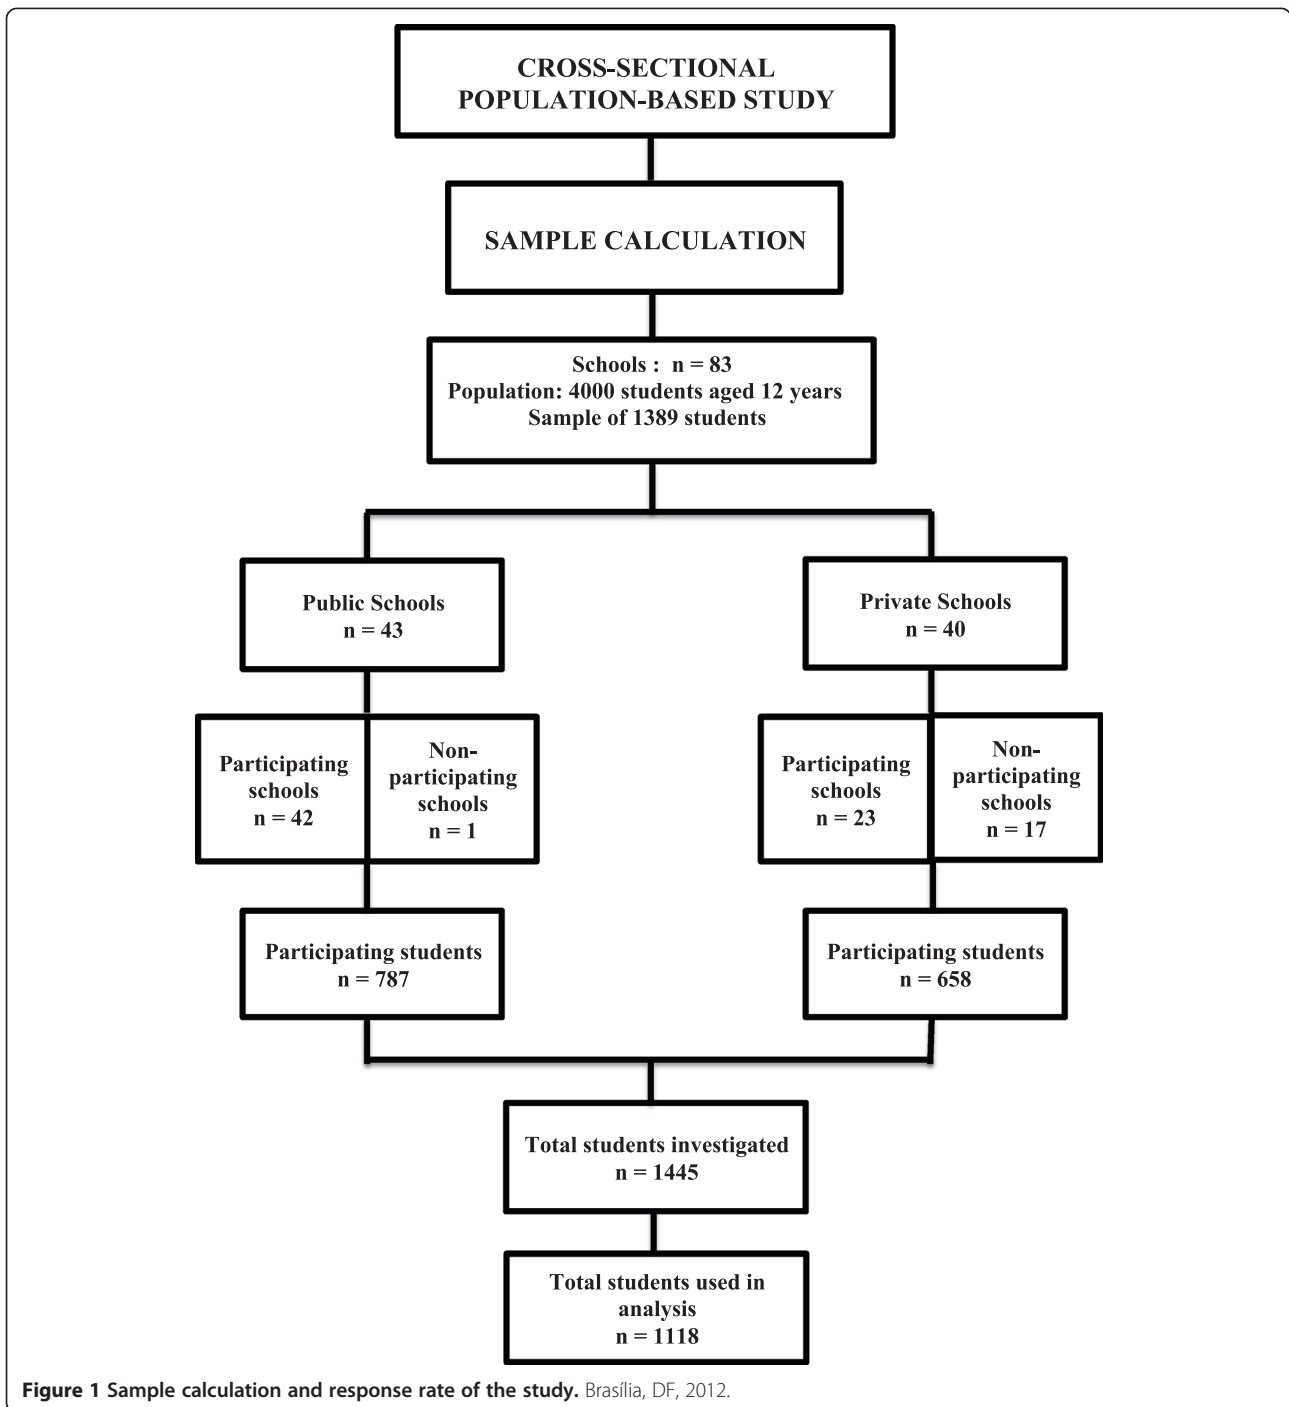 CROSS-SECTIONAL
POPULATION-BASED STUDY
SAMPLE CALCULATION
Schools : n = 83
Population: 4000 students aged 12 years
Sample of 1389 students
Public Schools
n = 43
Private Schools
n = 40
Participating
schools
n = 42
Non-
participating
schools
n = 1
Participating
schools
n = 23
Non-
participating
schools
n = 17
Participating students
n = 787
Participating students
n = 658
Total students investigated
n = 1445
Total students used in
analysis
n = 1118
Figure 1 Sample calculation and response rate of the study. Brasília, DF, 2012.